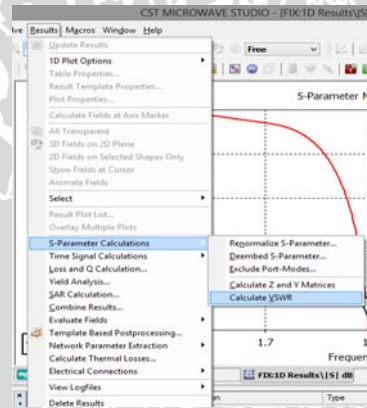 CST MICROWAVE STUDIO - [FIX:1D Results\|S
lve Results Macros Window Help
Update Results
Free
1D Plot Options
Table Properties...
Result Template Properties...
Plot Properties...
S-Parameter M
Calculate Fields at Axis Marker
All Transparent
3D Fields on 2D Plane
2D Fields on Selected Shapes Only
Show Fields at Cursor
Animate Fields
Select
Result Plot List...
Overlay Multiple Plots
S-Parameter Calculations
Renormalize S-Parameter...
Time Signal Calculations
Deembed S-Parameter...
Loss and Q Calculation...
Exclude Port-Modes...
Yield Analysis...
Calculate Z and Y Matrices
SAR Calculation...
Calculate VSWR
Combine Results...
Evaluate Fields
Template Based Postprocessing...
Network Parameter Extraction
1.7
Calculate Thermal Losses...
Frequen
Electrical Connections
FIX:1D Results\|S| dB
View Logfiles
Delete Results
Type